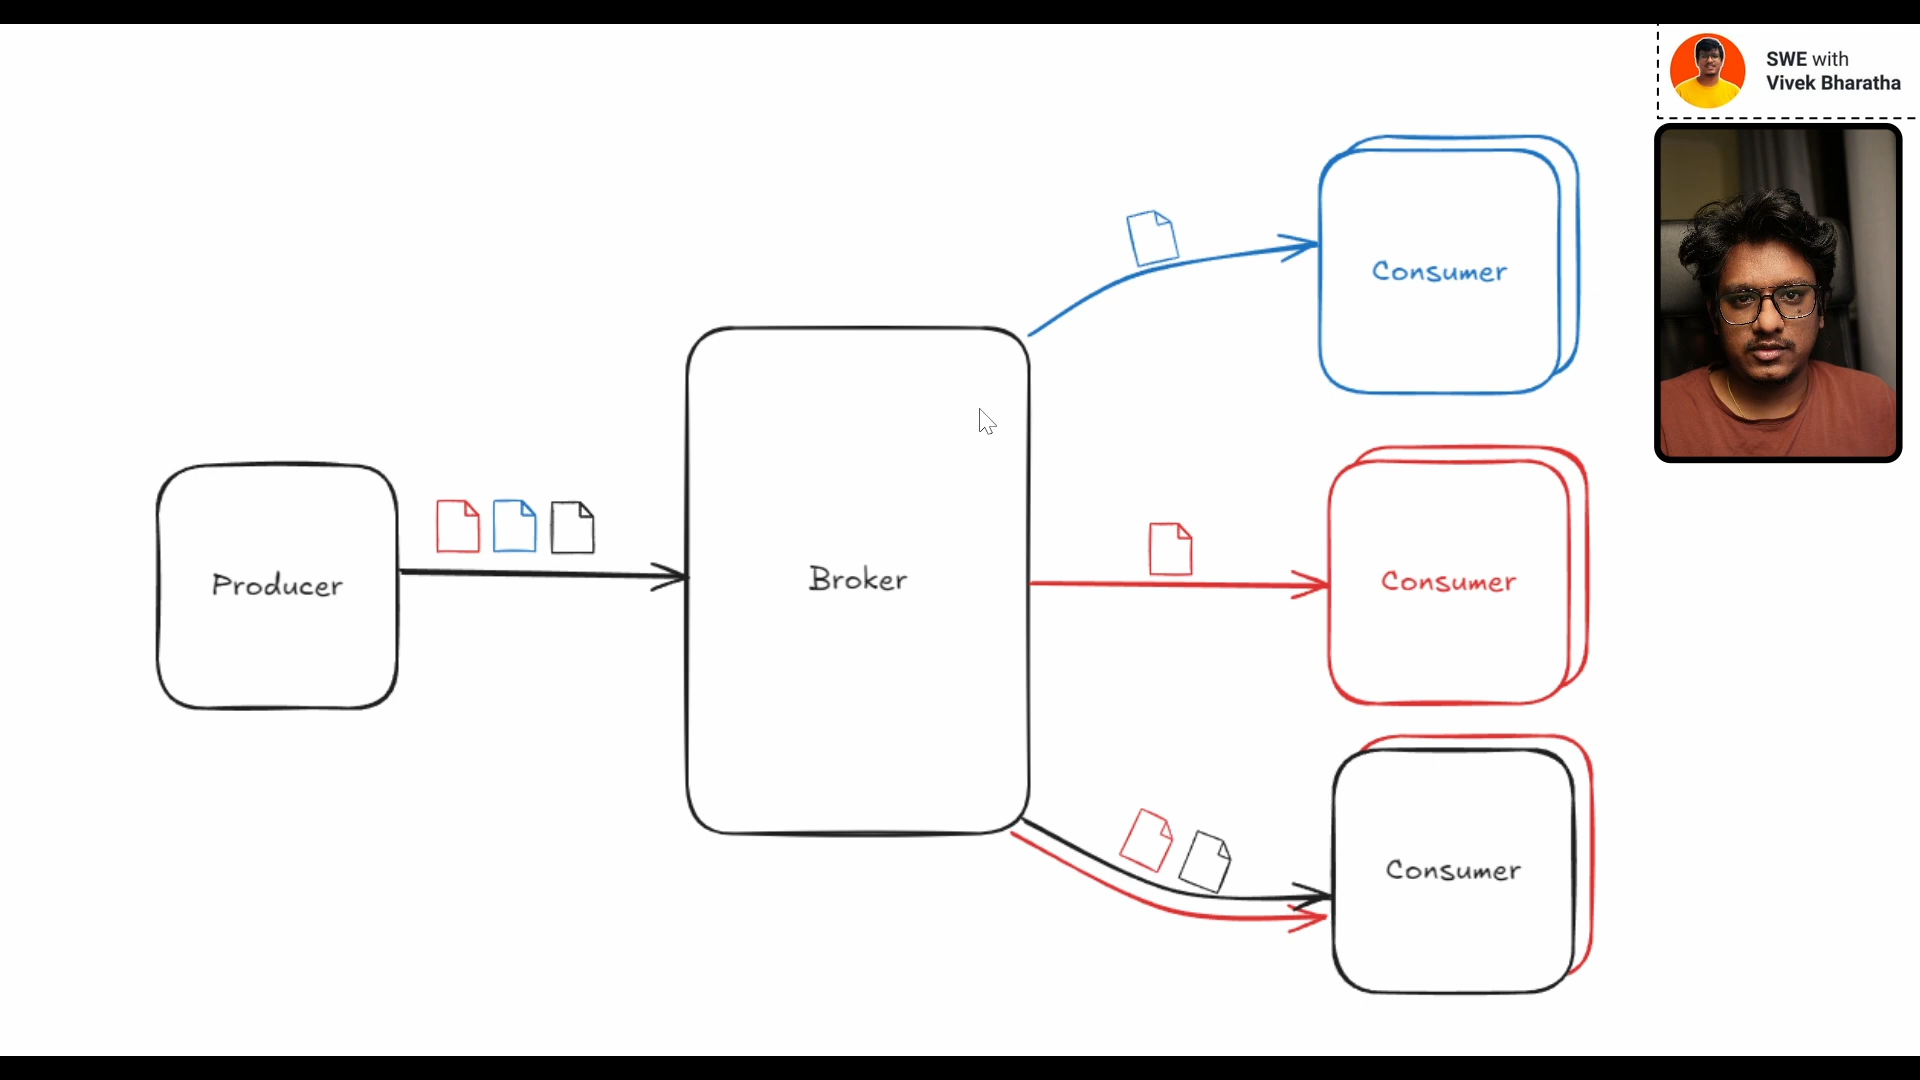 SWE with
Vivek Bharatha
Consumer
Producer
Broker
Consumer
Consumer